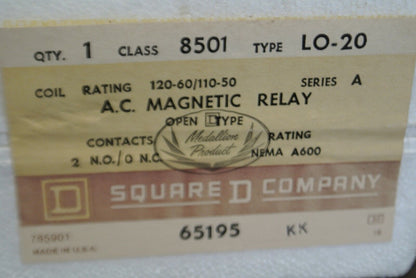 QTY. 1 CLASS 8501 TYPE LO-20
COIL RATING 120-60/110-50 SERIES A
A.C. MAGNETIC RELAY
OPEN D TYPE
Medallion
Product
CONTACTS RATING
2 N.O./0 N.C. NEMA A600
D SQUARE D COMPANY
785901 65195 KK
MADE IN U.S.A.